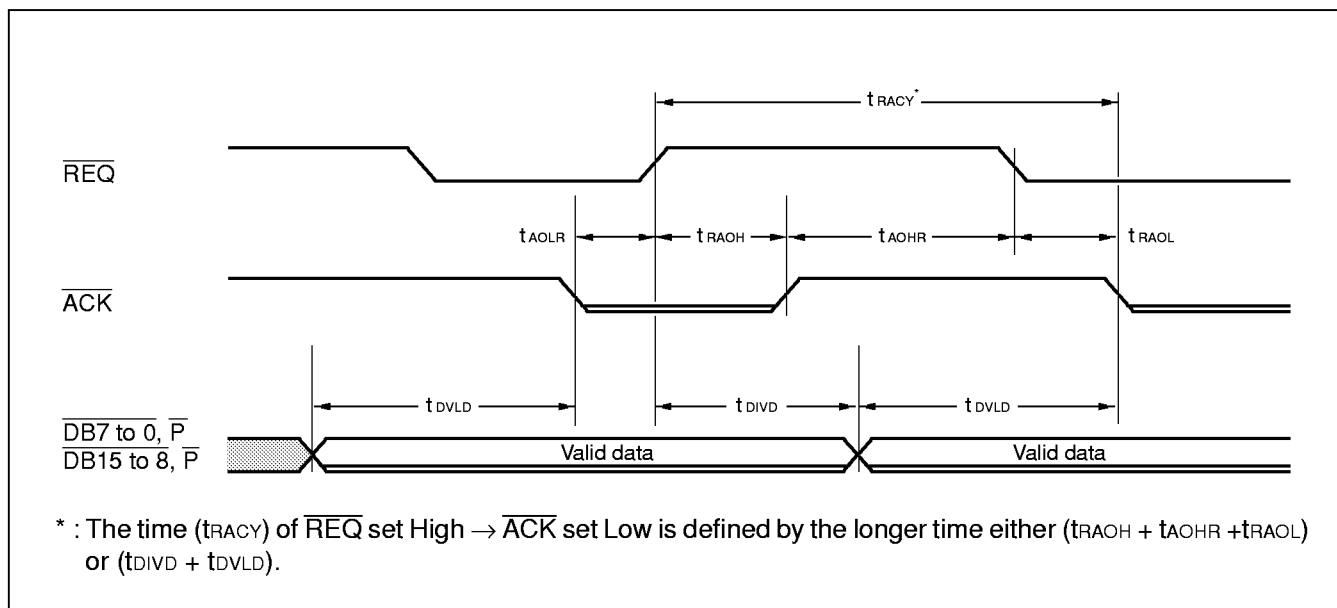 tRACY*
REQ
tAOLR tRAOH tAOHR tRAOL
ACK
tDVLD tDIVD tDVLD
DB7 to 0, P
DB15 to 8, P
Valid data Valid data
* : The time (tRACY) of REQ set High → ACK set Low is defined by the longer time either (tRAOH + tAOHR +tRAOL)
or (tDIVD + tDVLD).